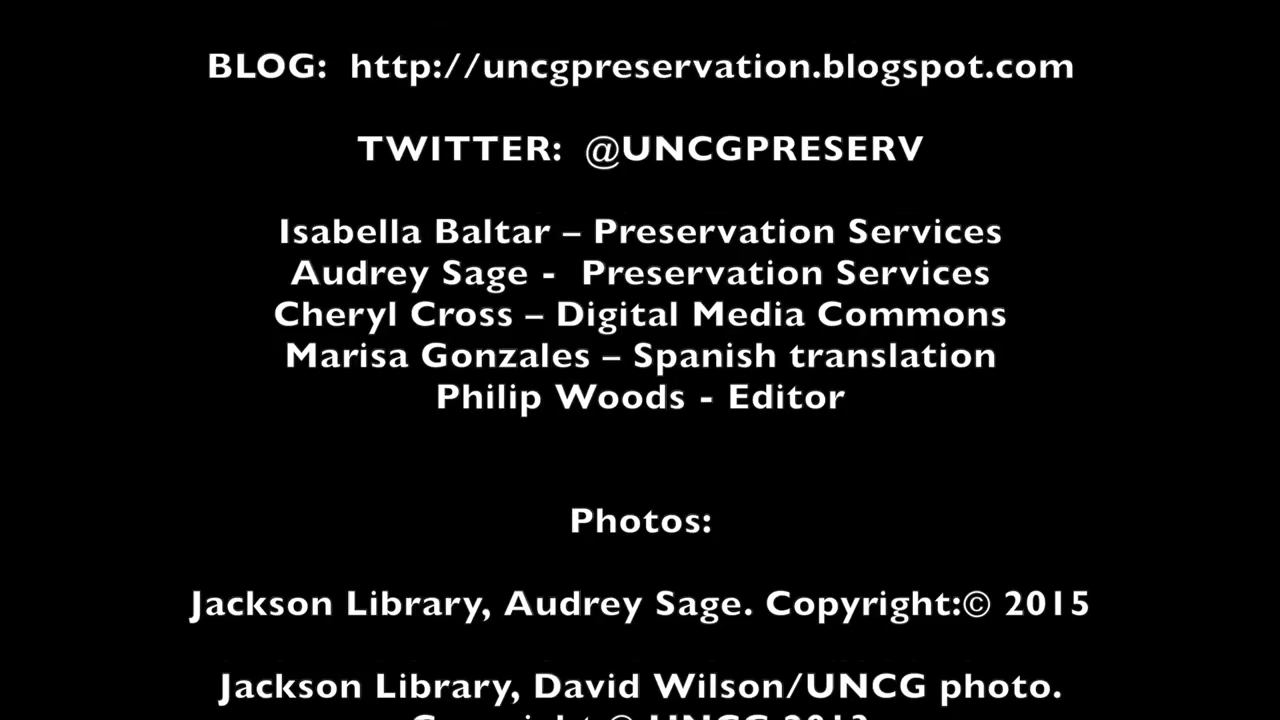 BLOG:  http://uncgpreservation.blogspot.com
TWITTER:  @UNCGPRESERV
Isabella Baltar – Preservation Services
Audrey Sage -  Preservation Services
Cheryl Cross – Digital Media Commons
Marisa Gonzales – Spanish translation
Philip Woods - Editor
Photos:
Jackson Library, Audrey Sage. Copyright:© 2015
Jackson Library, David Wilson/UNCG photo.
Copyright © UNCG